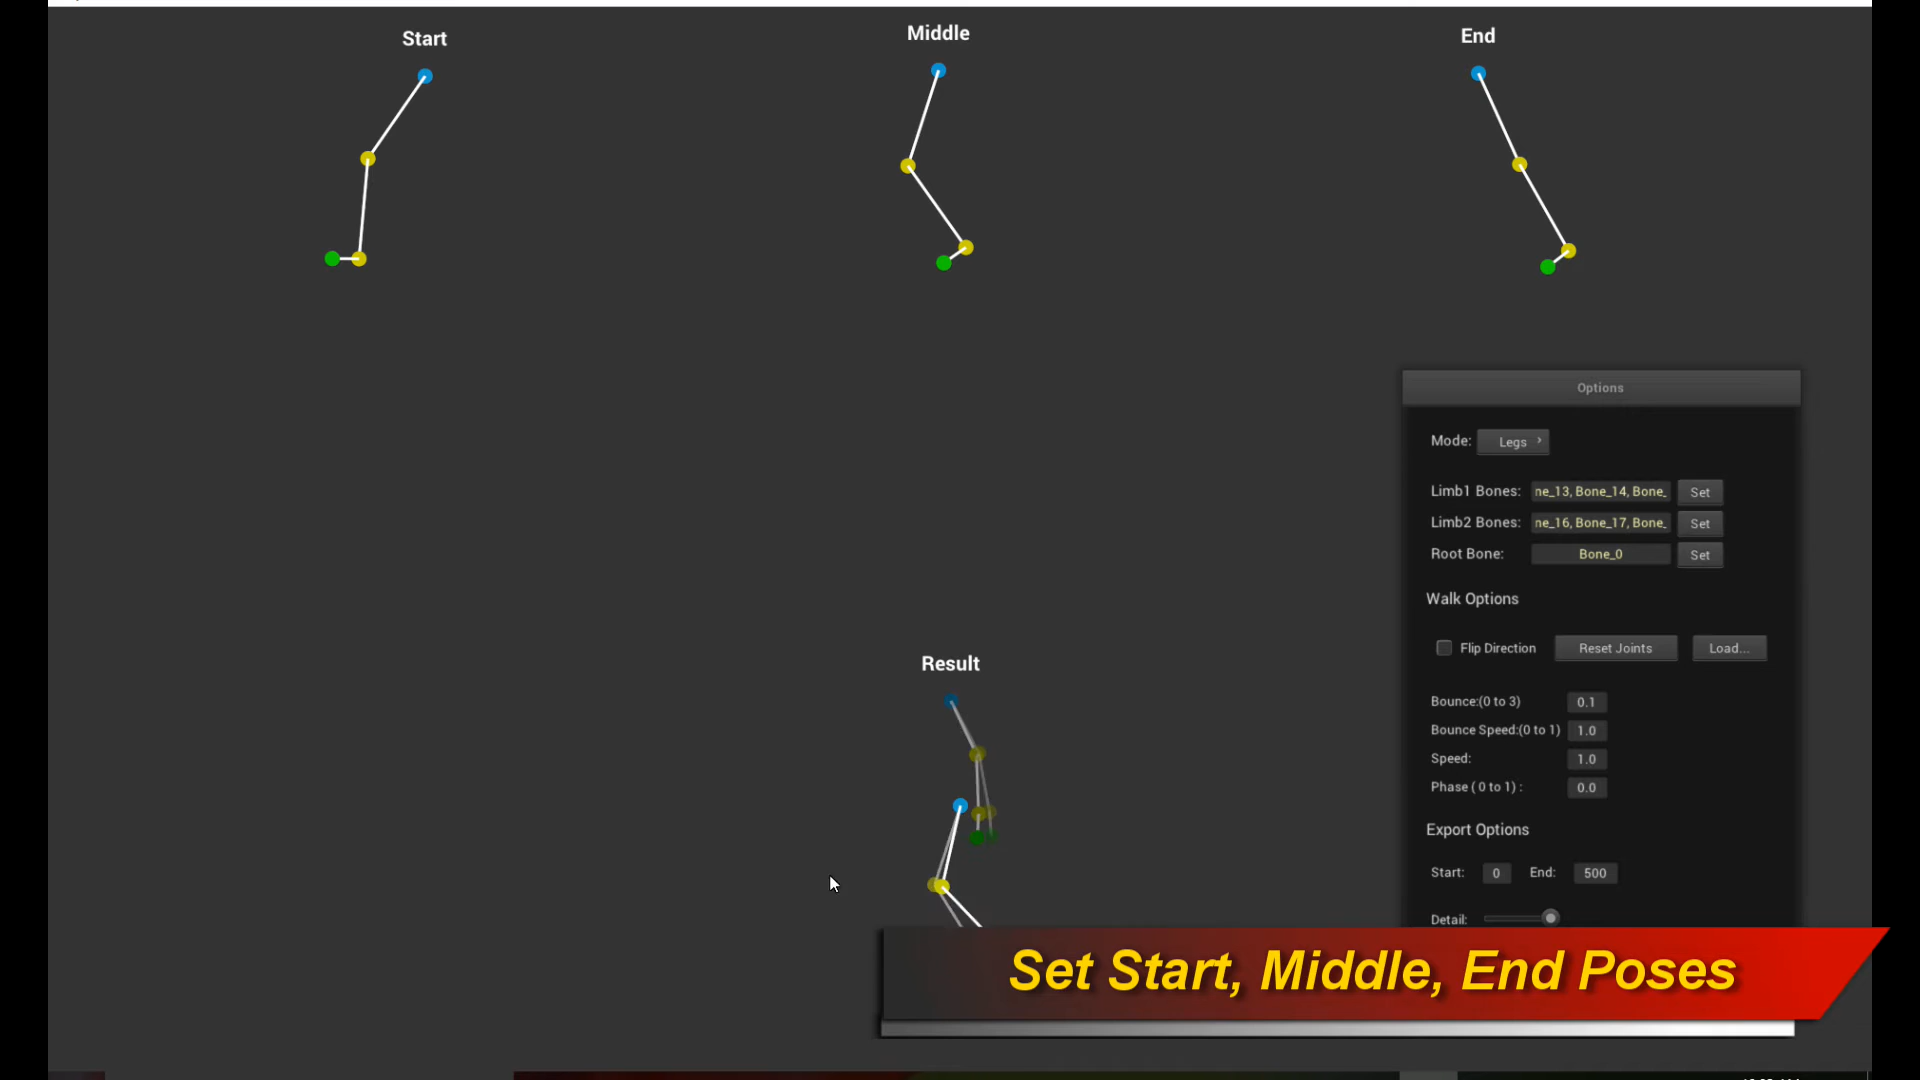 Start
Middle
End
Options
Mode: Legs
Limb1 Bones: ne_13, Bone_14, Bone_ Set
Limb2 Bones: ne_16, Bone_17, Bone_ Set
Root Bone: Bone_0 Set
Walk Options
Flip Direction Reset Joints Load...
Result
Bounce:(0 to 3) 0.1
Bounce Speed:(0 to 1) 1.0
Speed: 1.0
Phase ( 0 to 1) : 0.0
Export Options
Start: 0 End: 500
Detail:
Set Start, Middle, End Poses